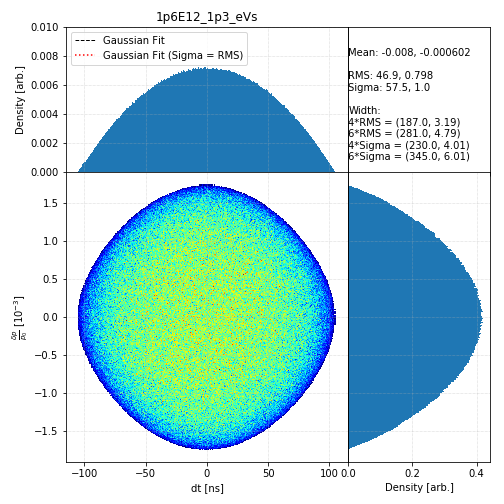 1p6E12_1p3_eVs
0.010
0.008
0.006
0.004
0.002
0.000
Density [arb.]
Gaussian Fit
Gaussian Fit (Sigma = RMS)
Mean: -0.008, -0.000602
RMS: 46.9, 0.798
Sigma: 57.5, 1.0
Width:
4*RMS = (187.0, 3.19)
6*RMS = (281.0, 4.79)
4*Sigma = (230.0, 4.01)
6*Sigma = (345.0, 6.01)
1.5
1.0
0.5
0.0
−0.5
−1.0
−1.5
δp/p₀ [10⁻³]
−100 −50 0 50 100
dt [ns]
0.0 0.2 0.4
Density [arb.]